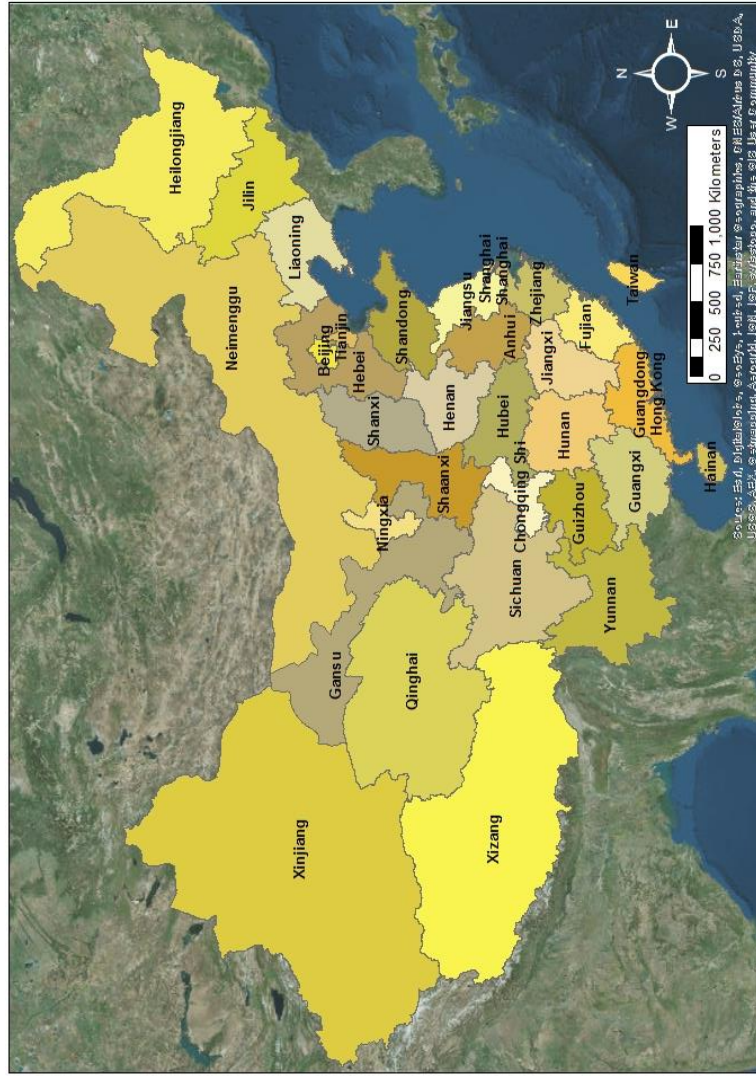 Heilongjiang
Jilin
Liaoning
Neimenggu
Beijing
Tianjin
Hebei
Shanxi
Shandong
Ningxia
Shaanxi
Henan
Jiangsu
Shanghai
Shanghai
Anhui
Zhejiang
Hubei
Chongqing Shi
Sichuan
Gansu
Qinghai
Xinjiang
Xizang
Hunan
Jiangxi
Fujian
Guizhou
Yunnan
Guangxi
Guangdong
Hong Kong
Hainan
Taiwan
N
W
E
S
0 250 500 750 1,000 Kilometers